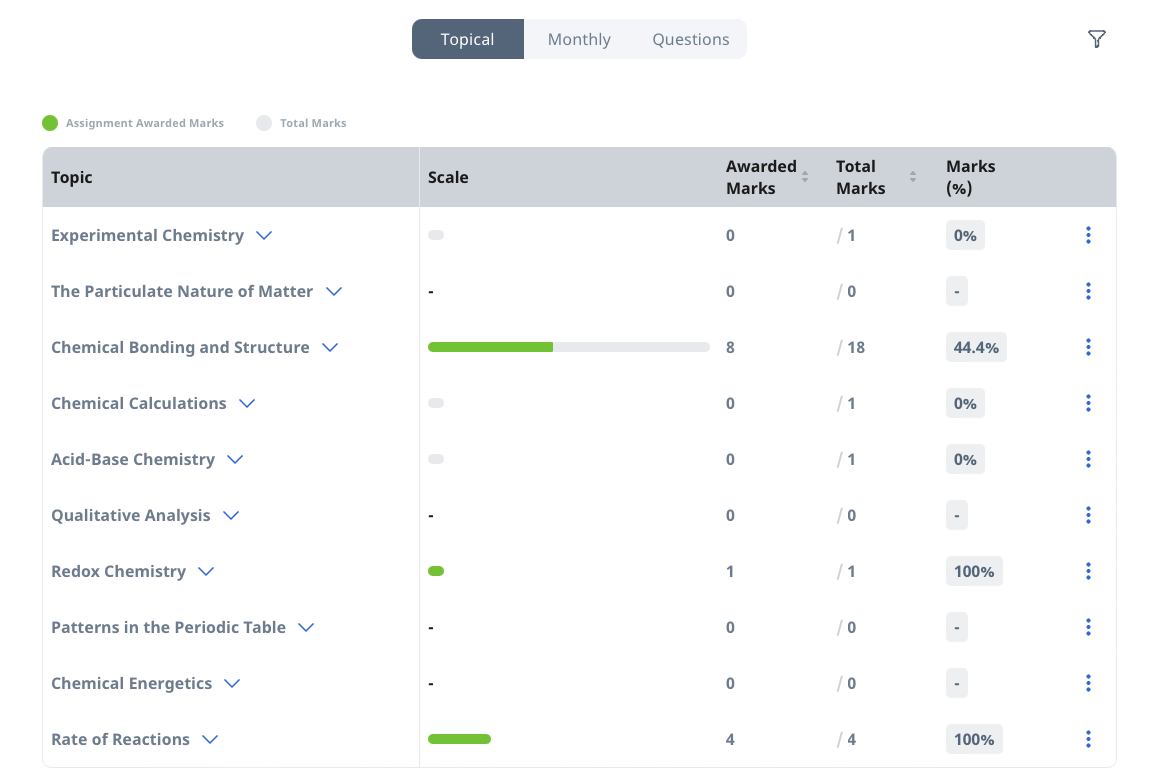 Topical Monthly Questions
Assignment Awarded Marks Total Marks
Topic Scale Awarded Marks Total Marks Marks (%)
Experimental Chemistry 0 / 1 0%
The Particulate Nature of Matter - 0 / 0 -
Chemical Bonding and Structure 8 / 18 44.4%
Chemical Calculations 0 / 1 0%
Acid-Base Chemistry 0 / 1 0%
Qualitative Analysis - 0 / 0 -
Redox Chemistry 1 / 1 100%
Patterns in the Periodic Table - 0 / 0 -
Chemical Energetics - 0 / 0 -
Rate of Reactions 4 / 4 100%